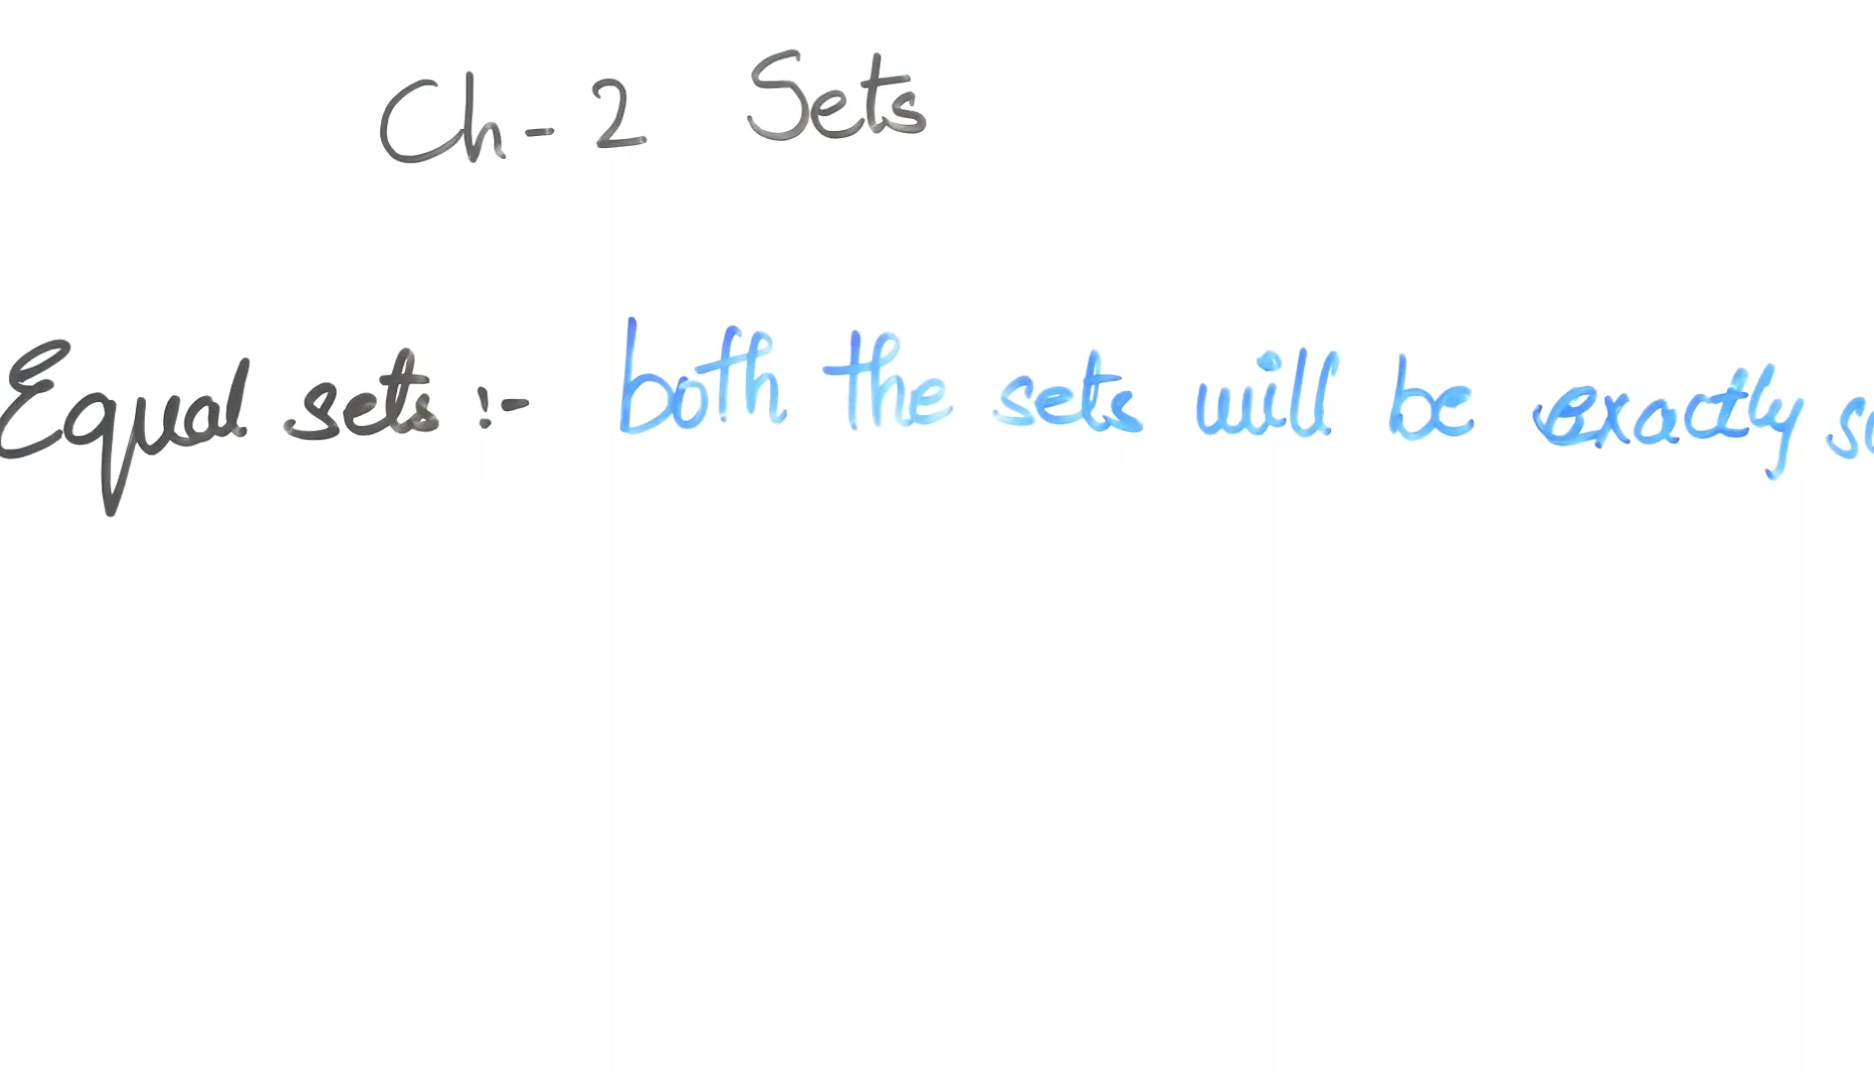 Ch-2 Sets
Equal sets :- both the sets will be exactly